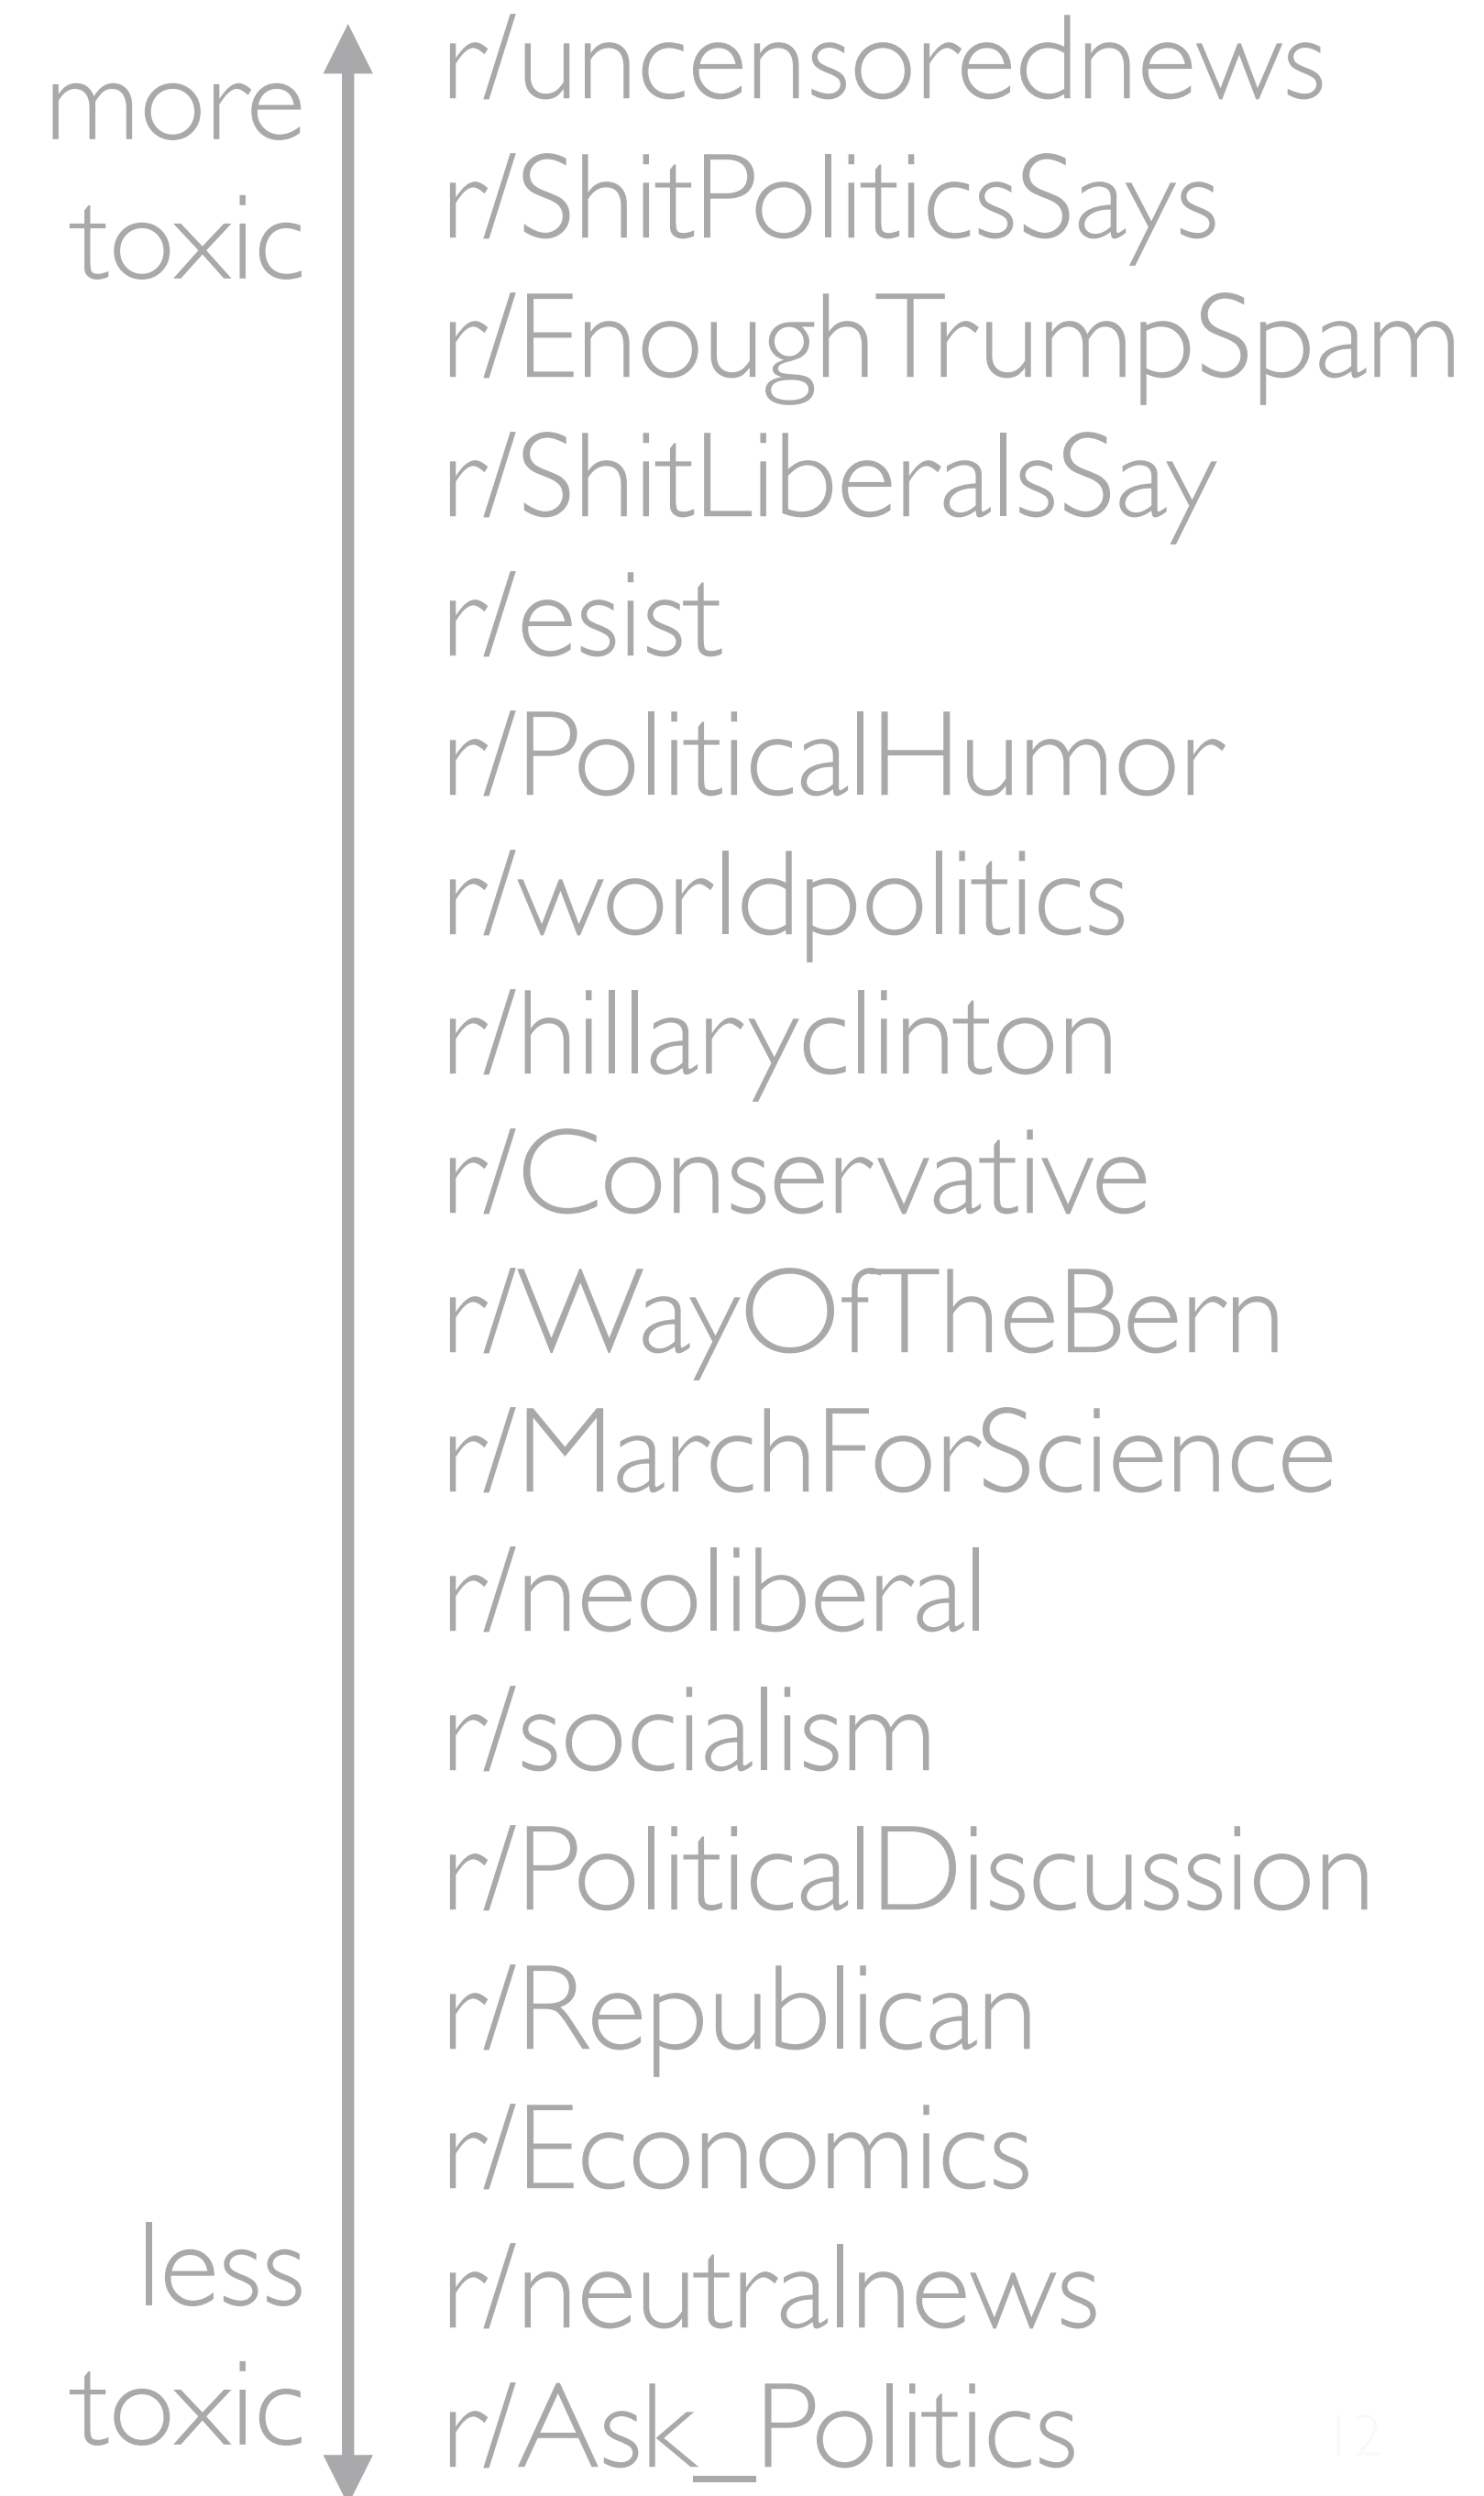 more
toxic
r/uncensorednews
r/ShitPoliticsSays
r/EnoughTrumpSpam
r/ShitLiberalsSay
r/esist
r/PoliticalHumor
r/worldpolitics
r/hillaryclinton
r/Conservative
r/WayOfTheBern
r/MarchForScience
r/neoliberal
r/socialism
r/PoliticalDiscussion
r/Republican
r/Economics
r/neutralnews
r/Ask_Politics
less
toxic
12